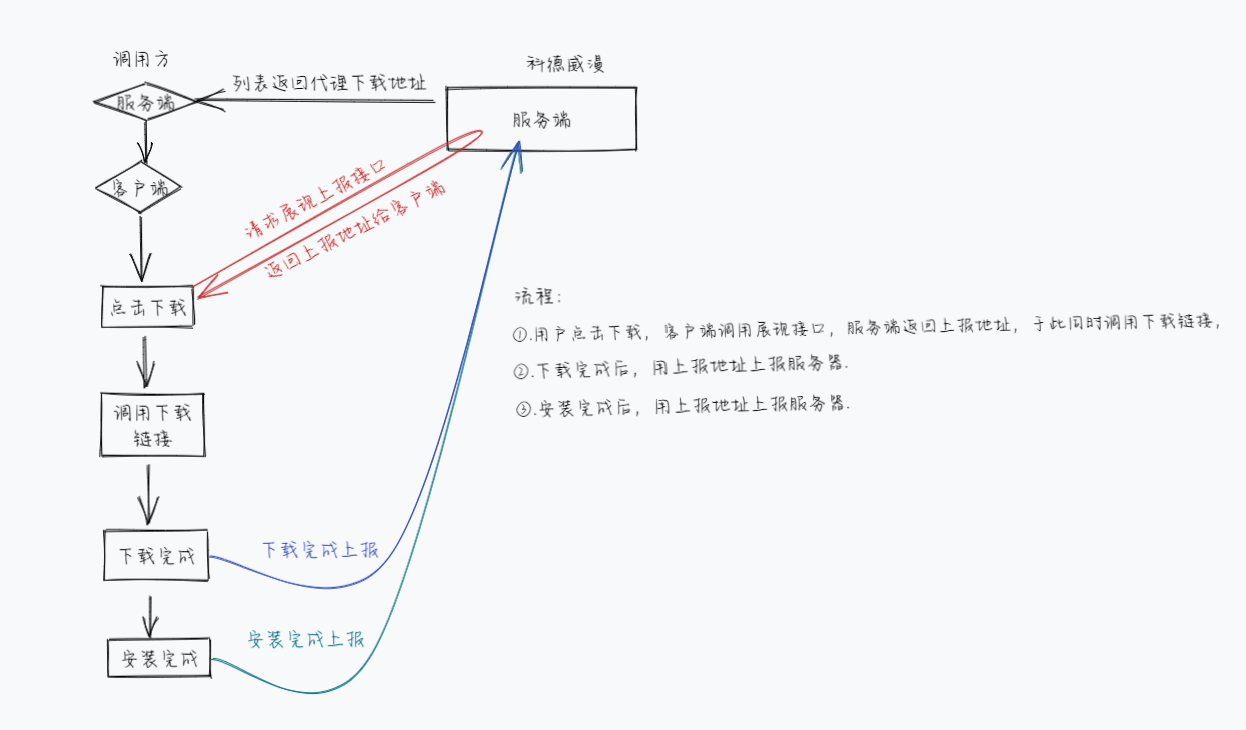 调用方
科德威漫
列表返回代理下载地址
服务端
服务端
客户端
请求展现上报接口
返回上报地址给客户端
点击下载
调用下载
链接
下载完成
下载完成上报
安装完成
安装完成上报
流程:
①.用户点击下载, 客户端调用展现接口, 服务端返回上报地址, 于此同时调用下载链接,
②.下载完成后, 用上报地址上报服务器.
③.安装完成后, 用上报地址上报服务器.